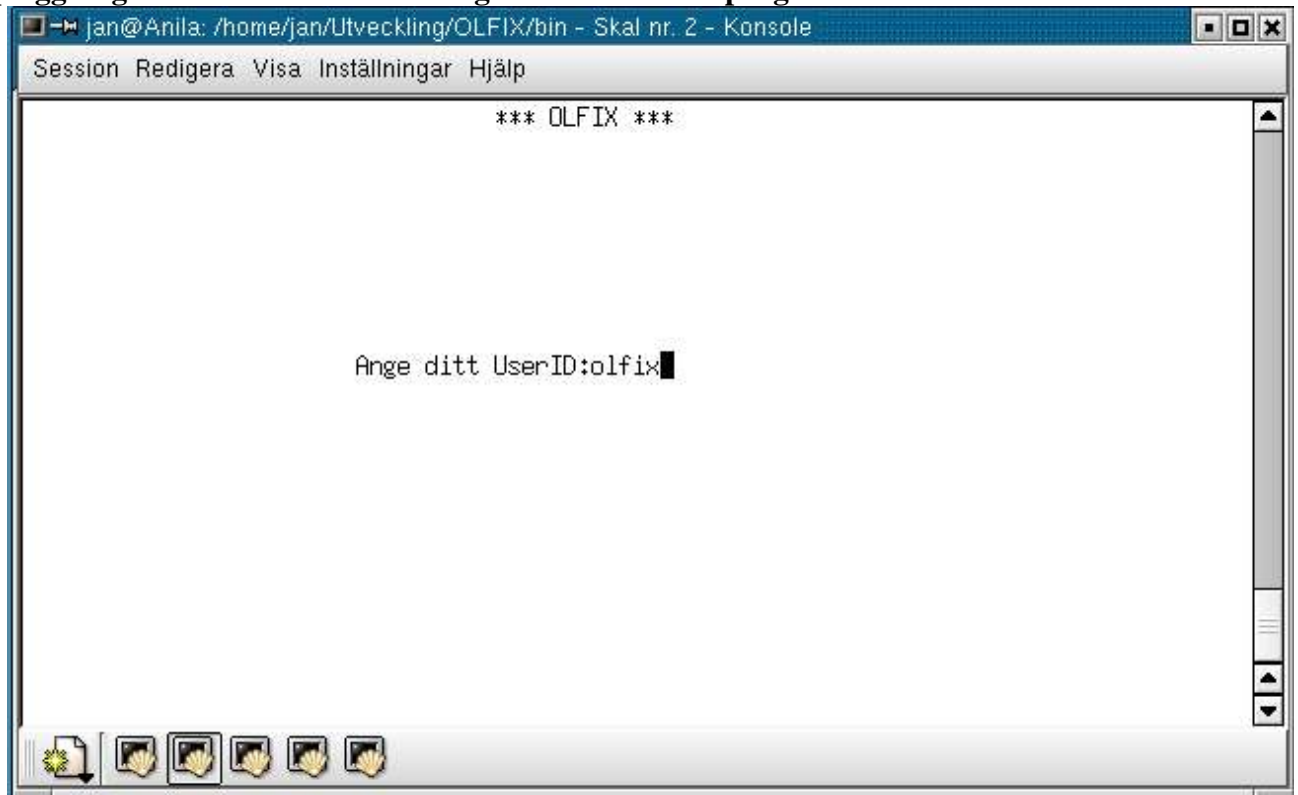 jan@Anila: /home/jan/Utveckling/OLFIX/bin - Skal nr. 2 - Konsole
Session Redigera Visa Inställningar Hjälp
*** OLFIX ***
Ange ditt UserID:olfix